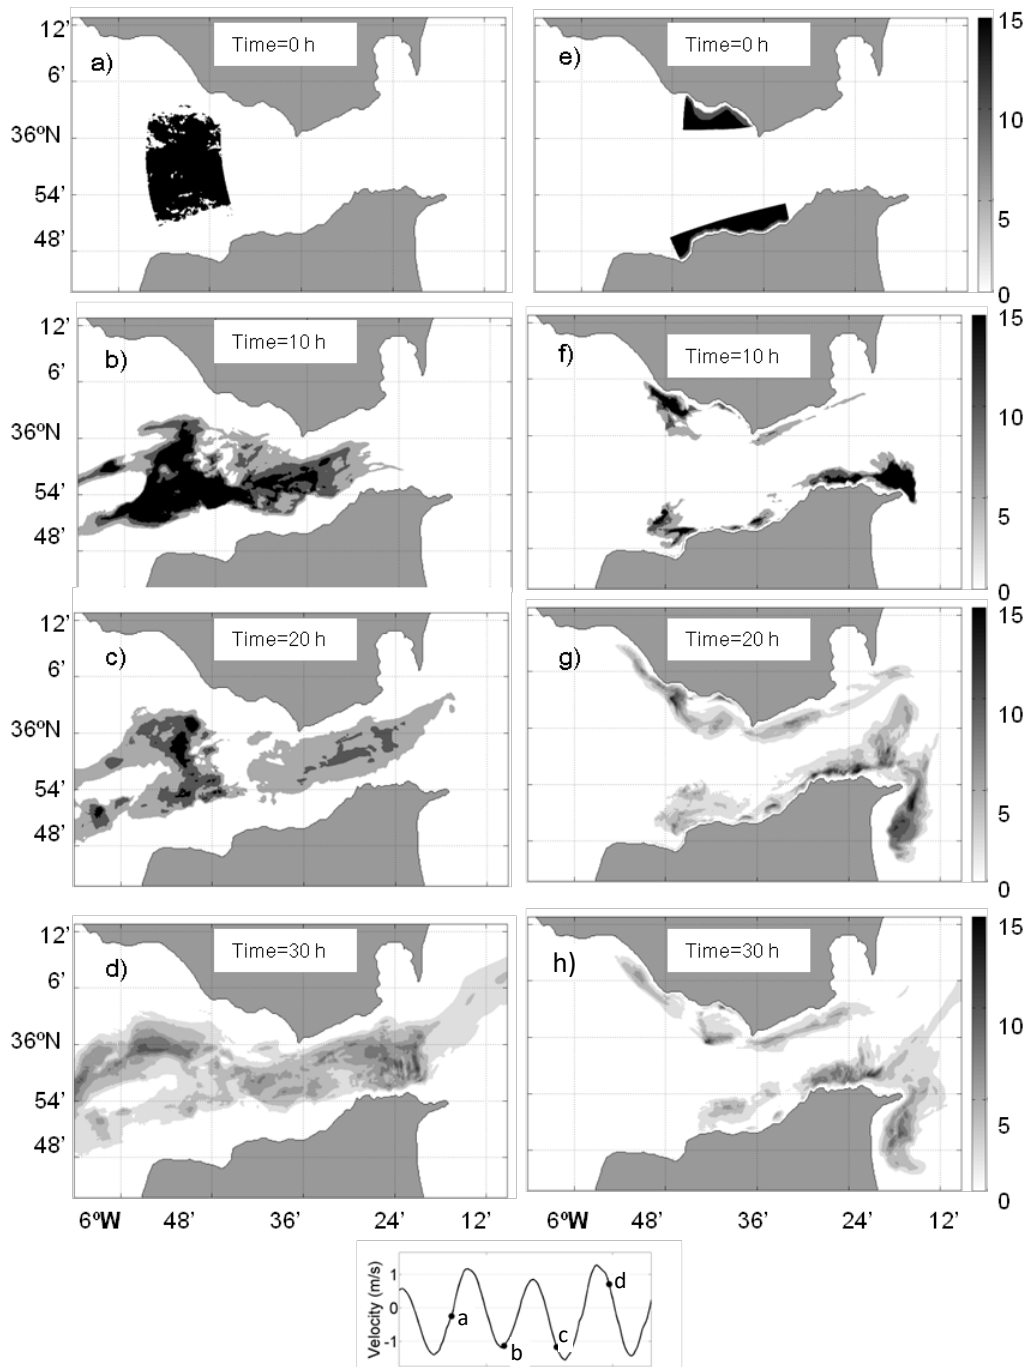 12'
6'
36ºN
54'
48'
a)
Time=0 h
e)
Time=0 h
15
10
5
0
12'
6'
36ºN
54'
48'
b)
Time=10 h
f)
Time=10 h
15
10
5
0
12'
6'
36ºN
54'
48'
c)
Time=20 h
g)
Time=20 h
15
10
5
0
12'
6'
36ºN
54'
48'
d)
Time=30 h
h)
Time=30 h
15
10
5
0
6ºW 48' 36' 24' 12'
6ºW 48' 36' 24' 12'
Velocity (m/s)
1
0
-1
a
b
c
d